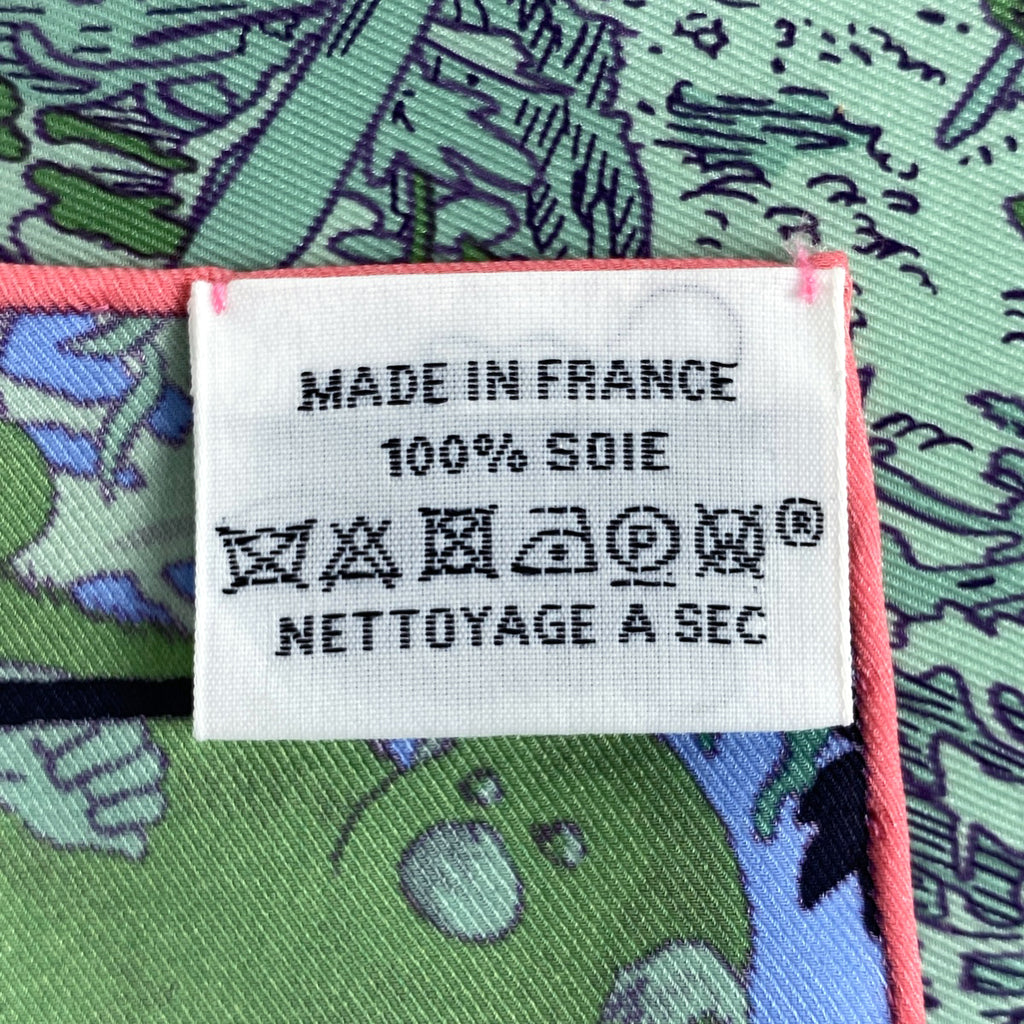 MADE IN FRANCE
100% SOIE
P ®
NETTOYAGE A SEC